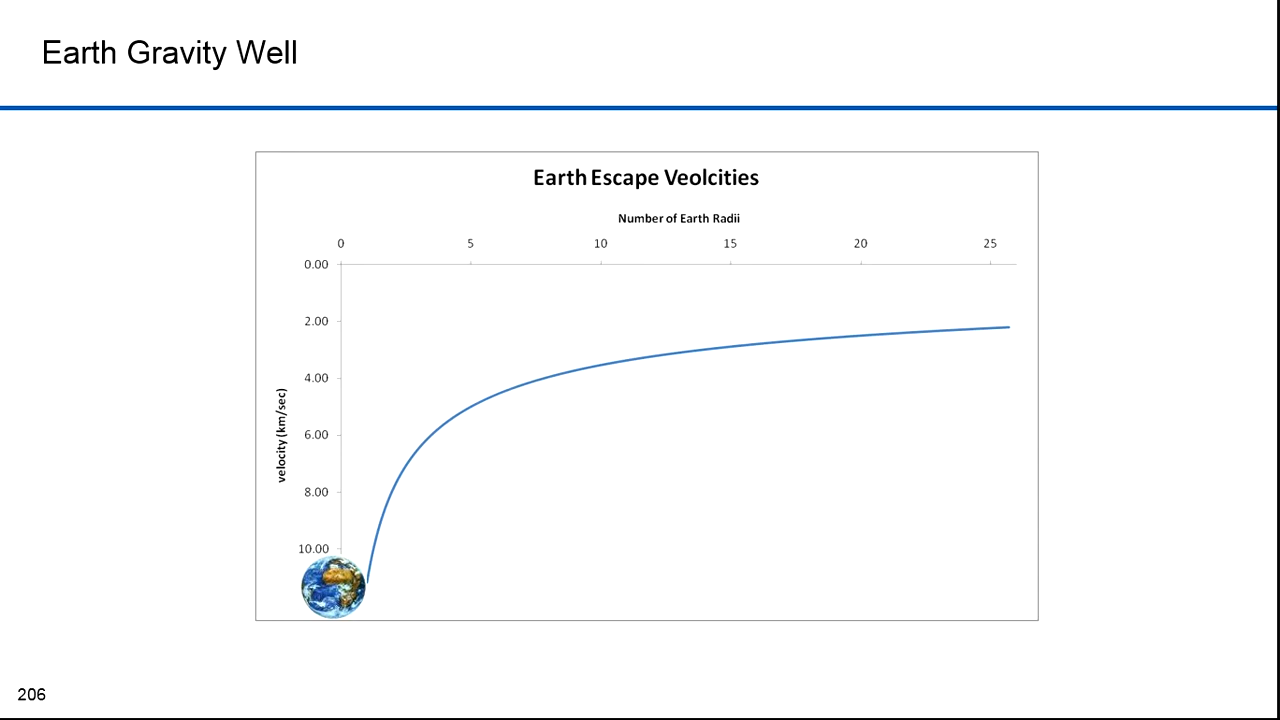 Earth Gravity Well
Earth Escape Veolcities
Number of Earth Radii
0 5 10 15 20 25
0.00
2.00
4.00
6.00
8.00
10.00
velocity (km/sec)
206